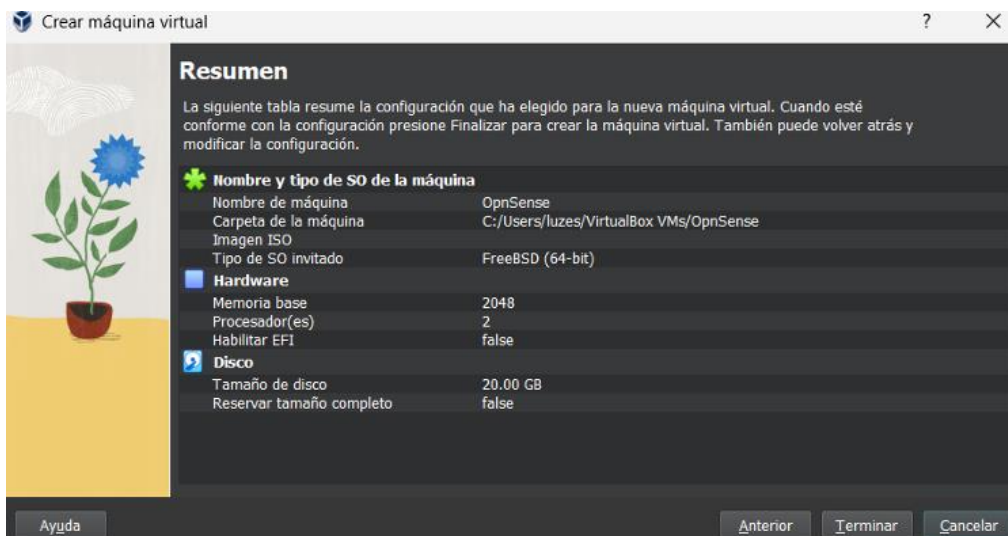 Crear máquina virtual ? ×
Resumen
La siguiente tabla resume la configuración que ha elegido para la nueva máquina virtual. Cuando esté
conforme con la configuración presione Finalizar para crear la máquina virtual. También puede volver atrás y
modificar la configuración.
Nombre y tipo de SO de la máquina
Nombre de máquina OpnSense
Carpeta de la máquina C:/Users/luzes/VirtualBox VMs/OpnSense
Imagen ISO
Tipo de SO invitado FreeBSD (64-bit)
Hardware
Memoria base 2048
Procesador(es) 2
Habilitar EFI false
Disco
Tamaño de disco 20.00 GB
Reservar tamaño completo false
Ayuda Anterior Terminar Cancelar